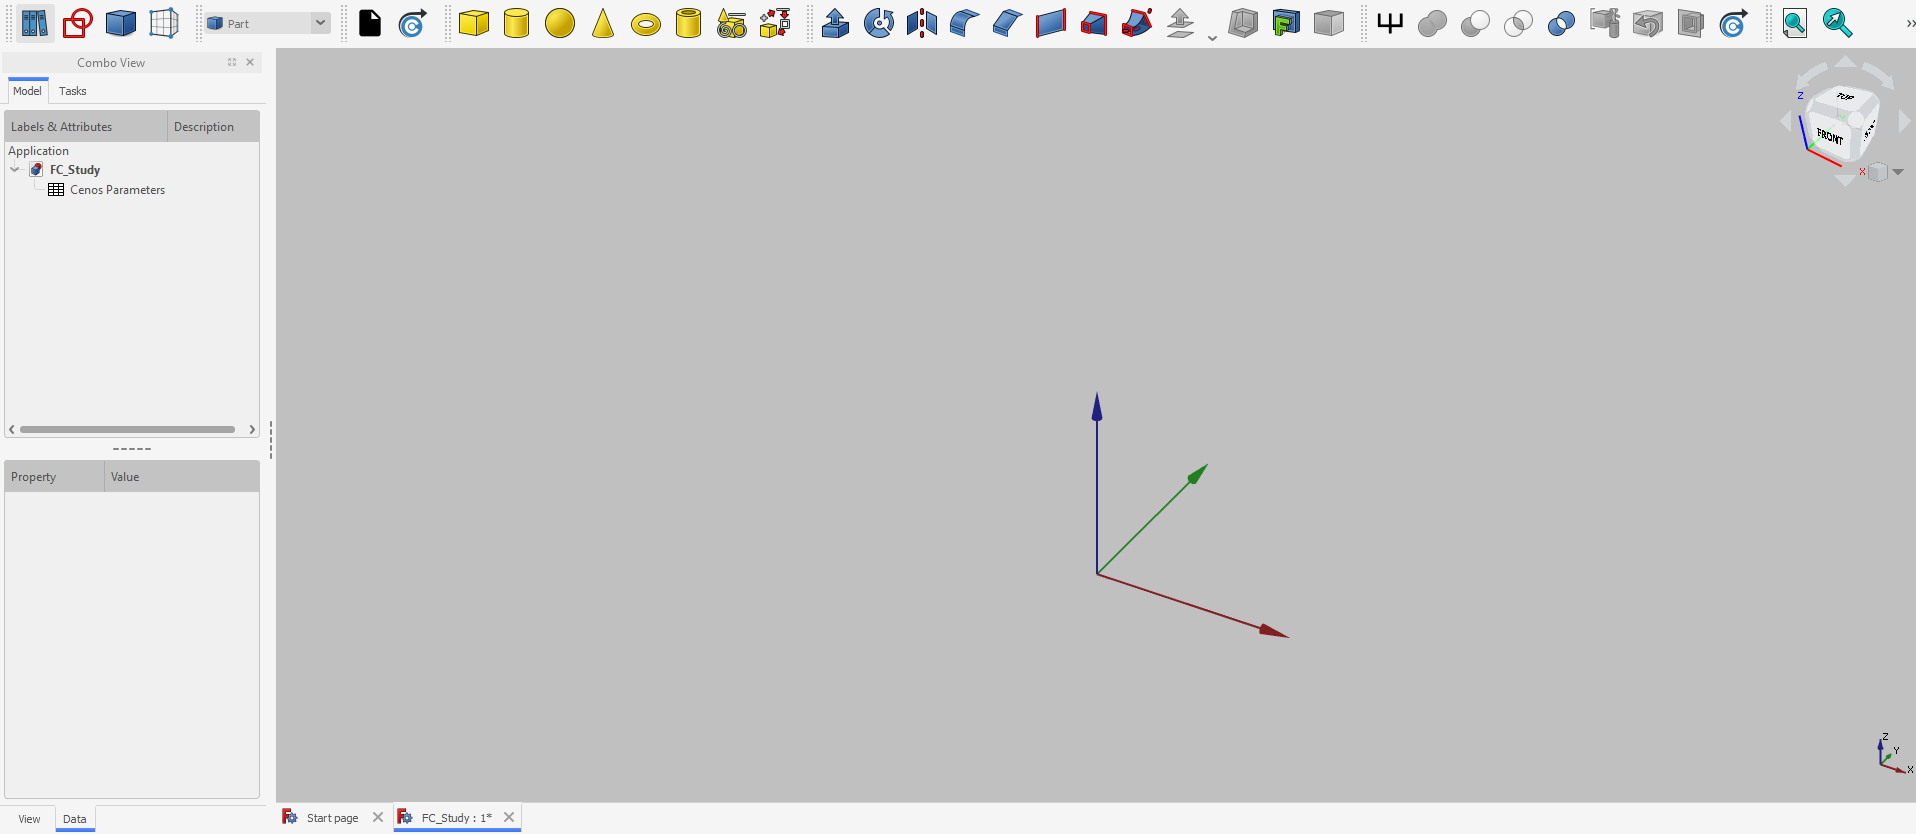 Part
Combo View
Model Tasks
Labels & Attributes Description
Application
FC_Study
Cenos Parameters
Property Value
View Data
Start page
FC_Study : 1*
TOP
FRONT
Z
X
Z
Y
X